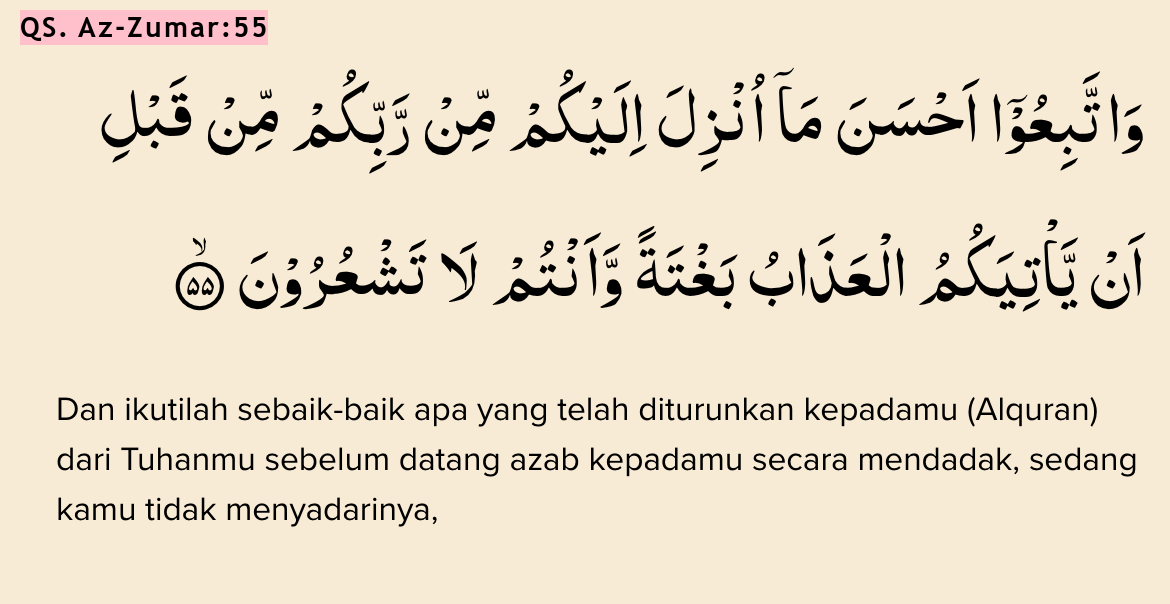 QS. Az-Zumar:55
وَاتَّبِعُوْٓا اَحْسَنَ مَآ اُنْزِلَ اِلَيْكُمْ مِّنْ رَّبِّكُمْ مِّنْ قَبْلِ
اَنْ يَّأْتِيَكُمُ الْعَذَابُ بَغْتَةً وَّاَنْتُمْ لَا تَشْعُرُوْنَ ۙ ۵۵
Dan ikutilah sebaik-baik apa yang telah diturunkan kepadamu (Alquran)
dari Tuhanmu sebelum datang azab kepadamu secara mendadak, sedang
kamu tidak menyadarinya,